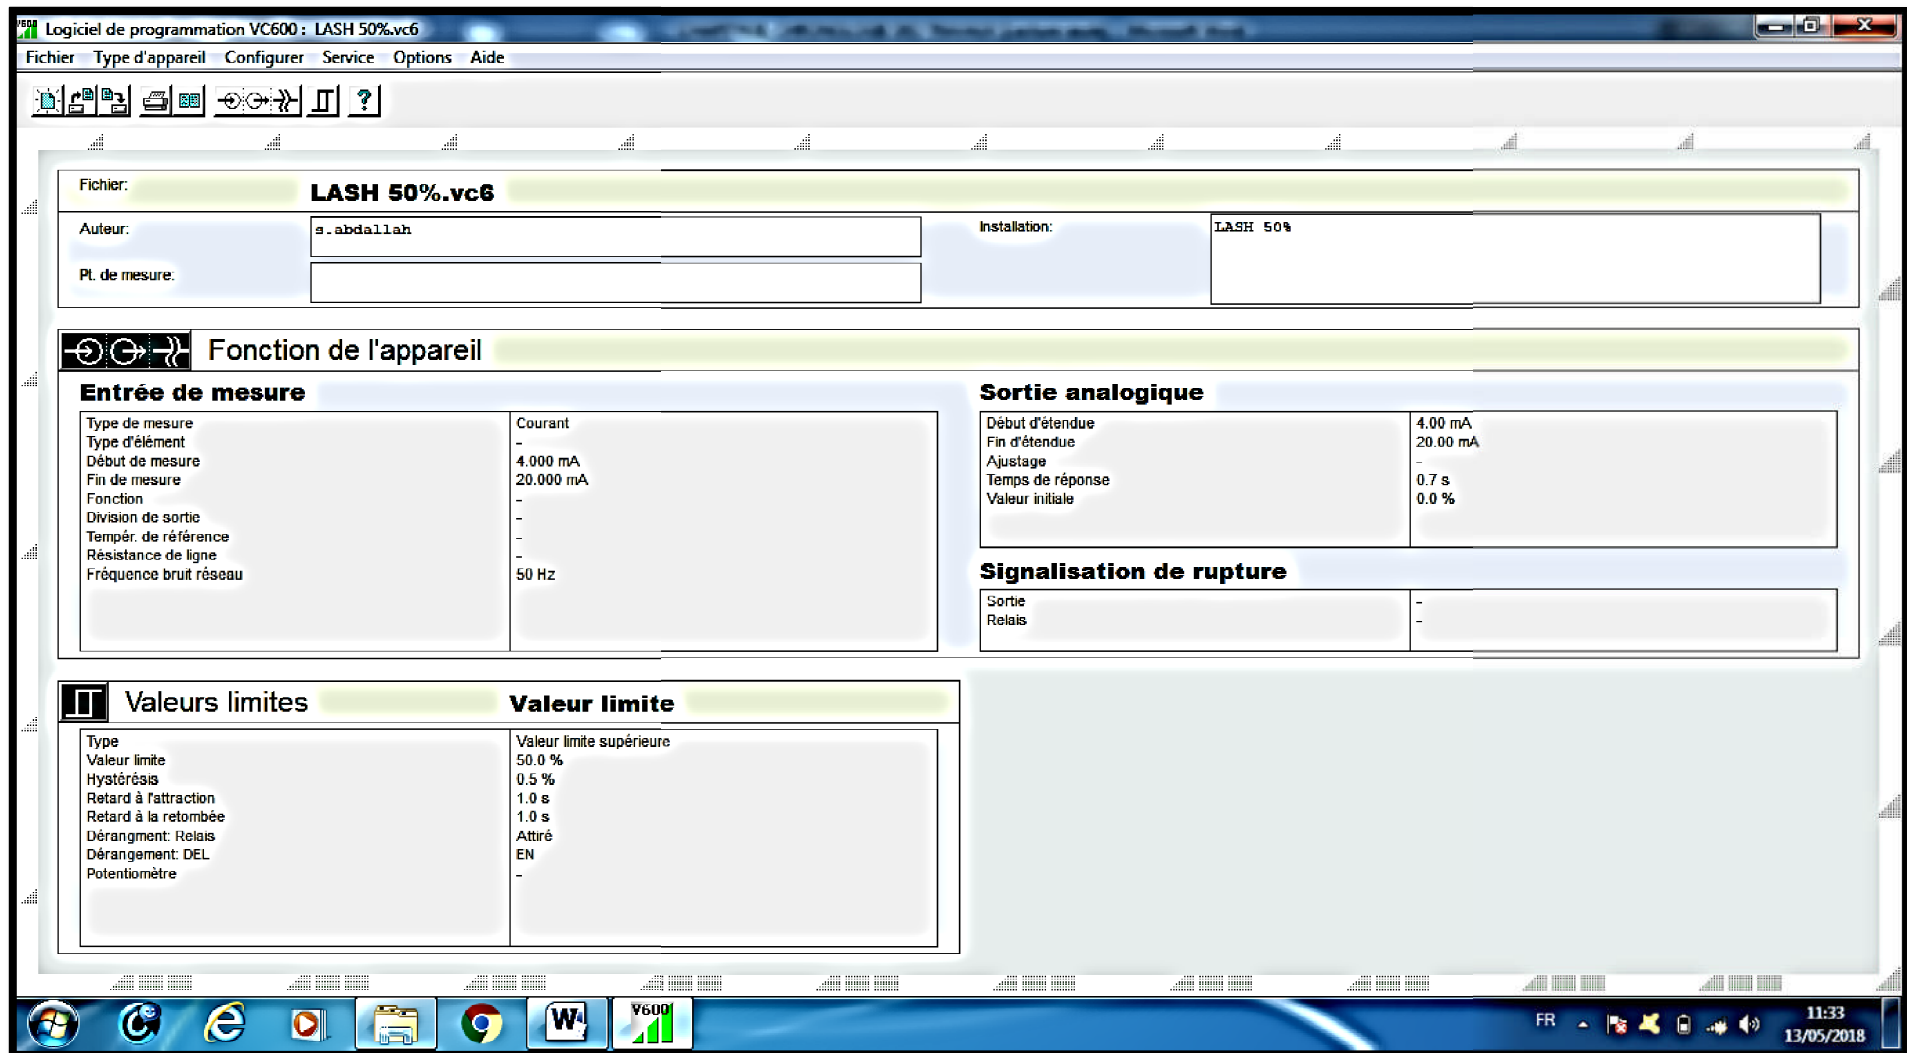 Logiciel de programmation VC600 : LASH 50%.vc6
Fichier Type d'appareil Configurer Service Options Aide
Fichier: LASH 50%.vc6
Auteur: s.abdallah Installation: LASH 50%
Pt. de mesure:
Fonction de l'appareil
Entrée de mesure
Type de mesure Courant
Type d'élément -
Début de mesure 4.000 mA
Fin de mesure 20.000 mA
Fonction -
Division de sortie -
Tempér. de référence -
Résistance de ligne -
Fréquence bruit réseau 50 Hz
Sortie analogique
Début d'étendue 4.00 mA
Fin d'étendue 20.00 mA
Ajustage -
Temps de réponse 0.7 s
Valeur initiale 0.0 %
Signalisation de rupture
Sortie -
Relais -
Valeurs limites Valeur limite
Type Valeur limite supérieure
Valeur limite 50.0 %
Hystérésis 0.5 %
Retard à l'attraction 1.0 s
Retard à la retombée 1.0 s
Dérangment: Relais Attiré
Dérangement: DEL EN
Potentiomètre -
V600
FR 11:33
13/05/2018